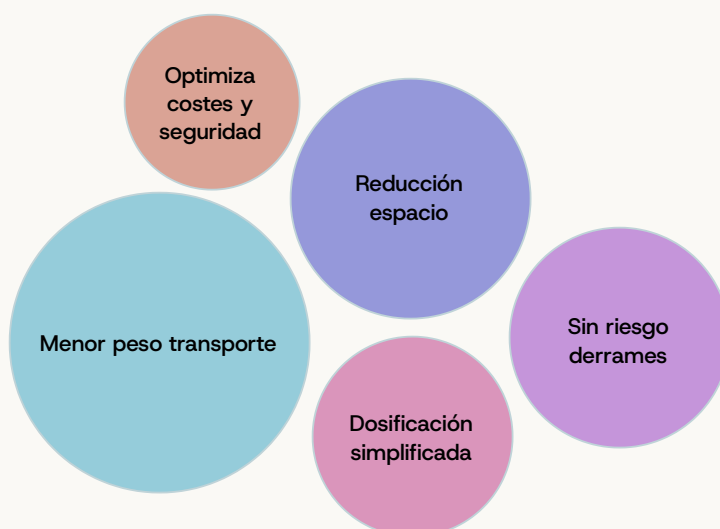 Optimiza
costes y
seguridad
Reducción
espacio
Menor peso transporte
Sin riesgo
derrames
Dosificación
simplificada